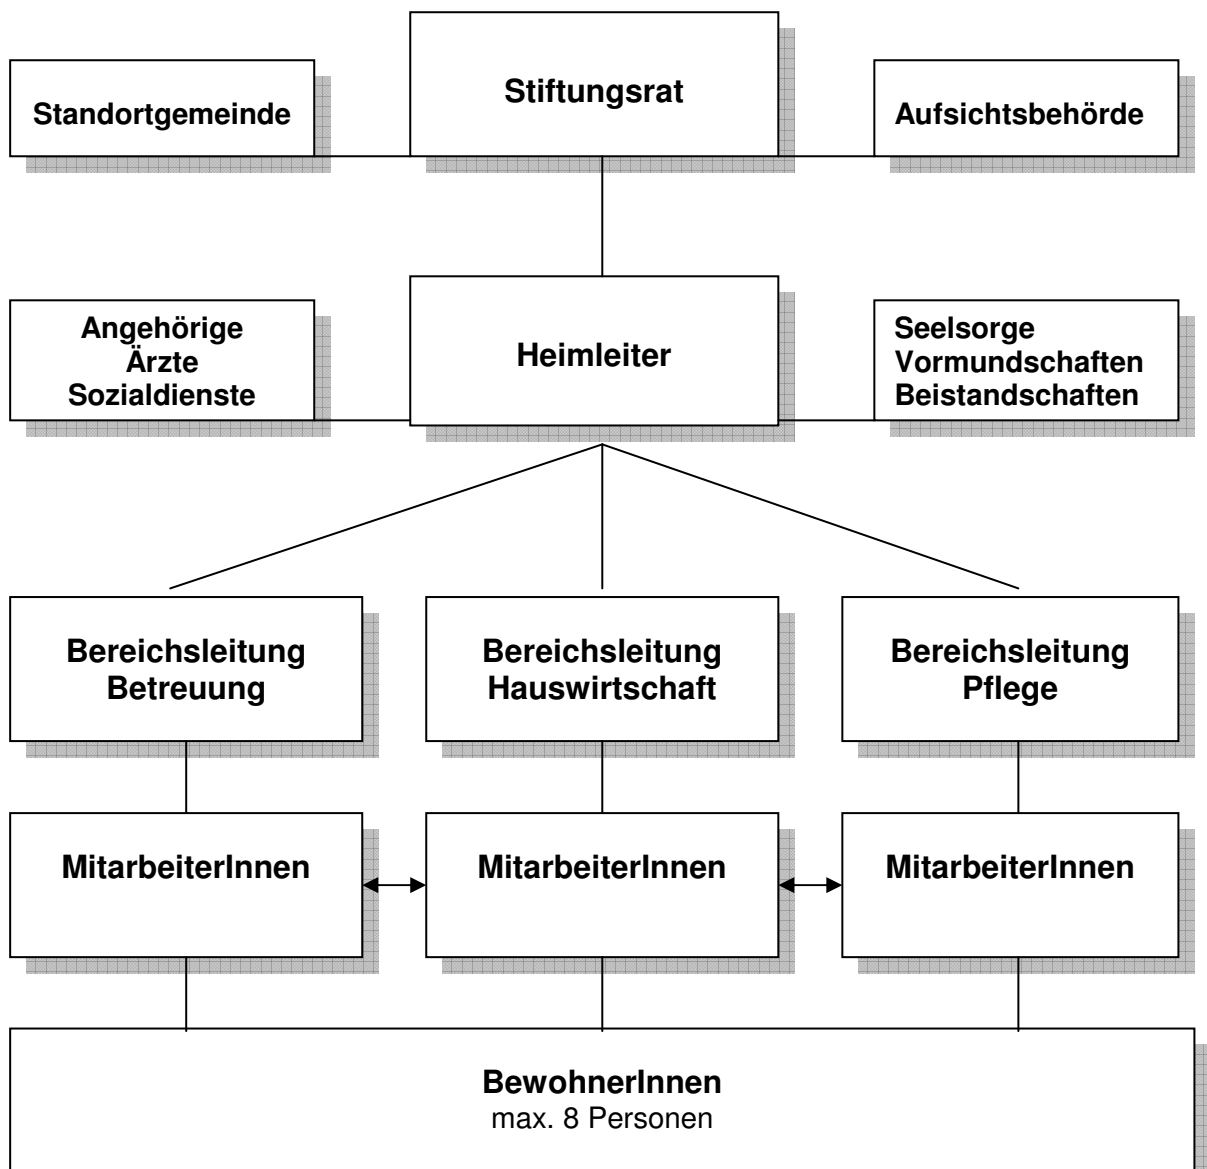 Stiftungsrat
Standortgemeinde
Aufsichtsbehörde
Angehörige
Ärzte
Sozialdienste
Heimleiter
Seelsorge
Vormundschaften
Beistandschaften
Bereichsleitung
Betreuung
Bereichsleitung
Hauswirtschaft
Bereichsleitung
Pflege
MitarbeiterInnen
MitarbeiterInnen
MitarbeiterInnen
BewohnerInnen
max. 8 Personen